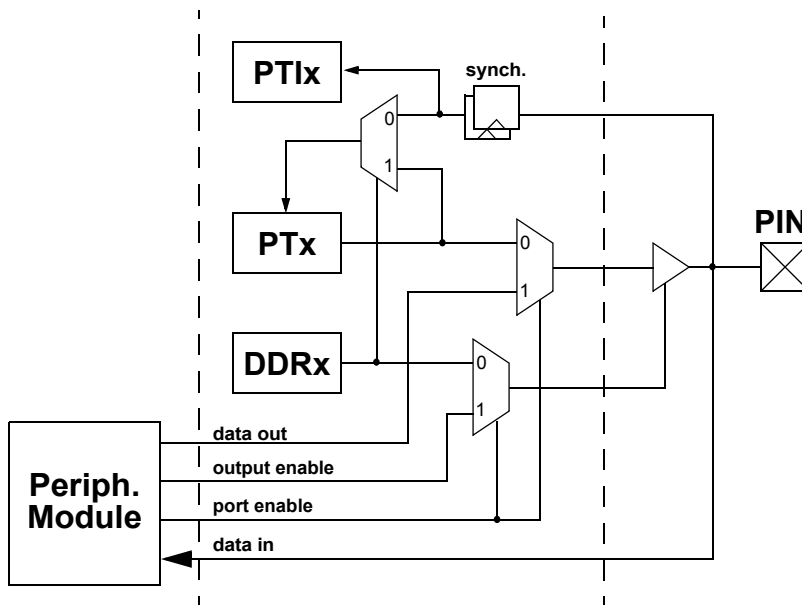 PTIx
synch.
0
1
PTx
0
1
PIN
DDRx
0
1
Periph.
Module
data out
output enable
port enable
data in